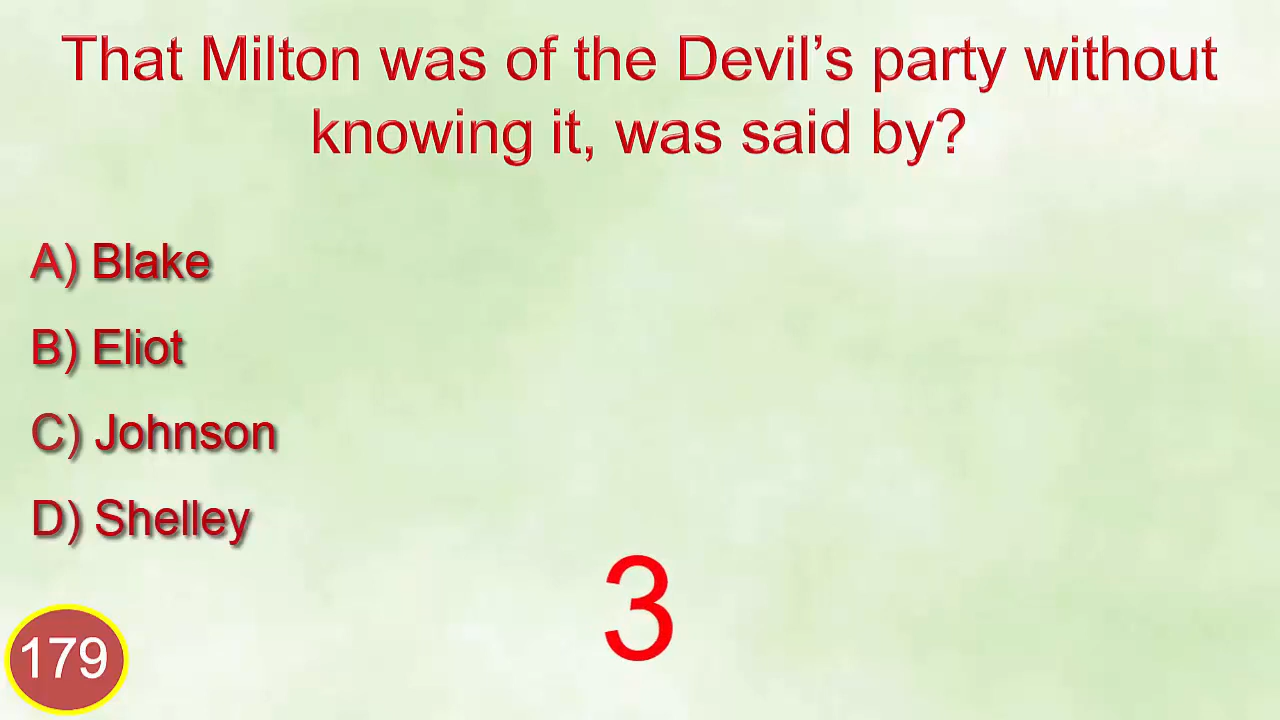 That Milton was of the Devil’s party without
knowing it, was said by?
A) Blake
B) Eliot
C) Johnson
D) Shelley
3
179